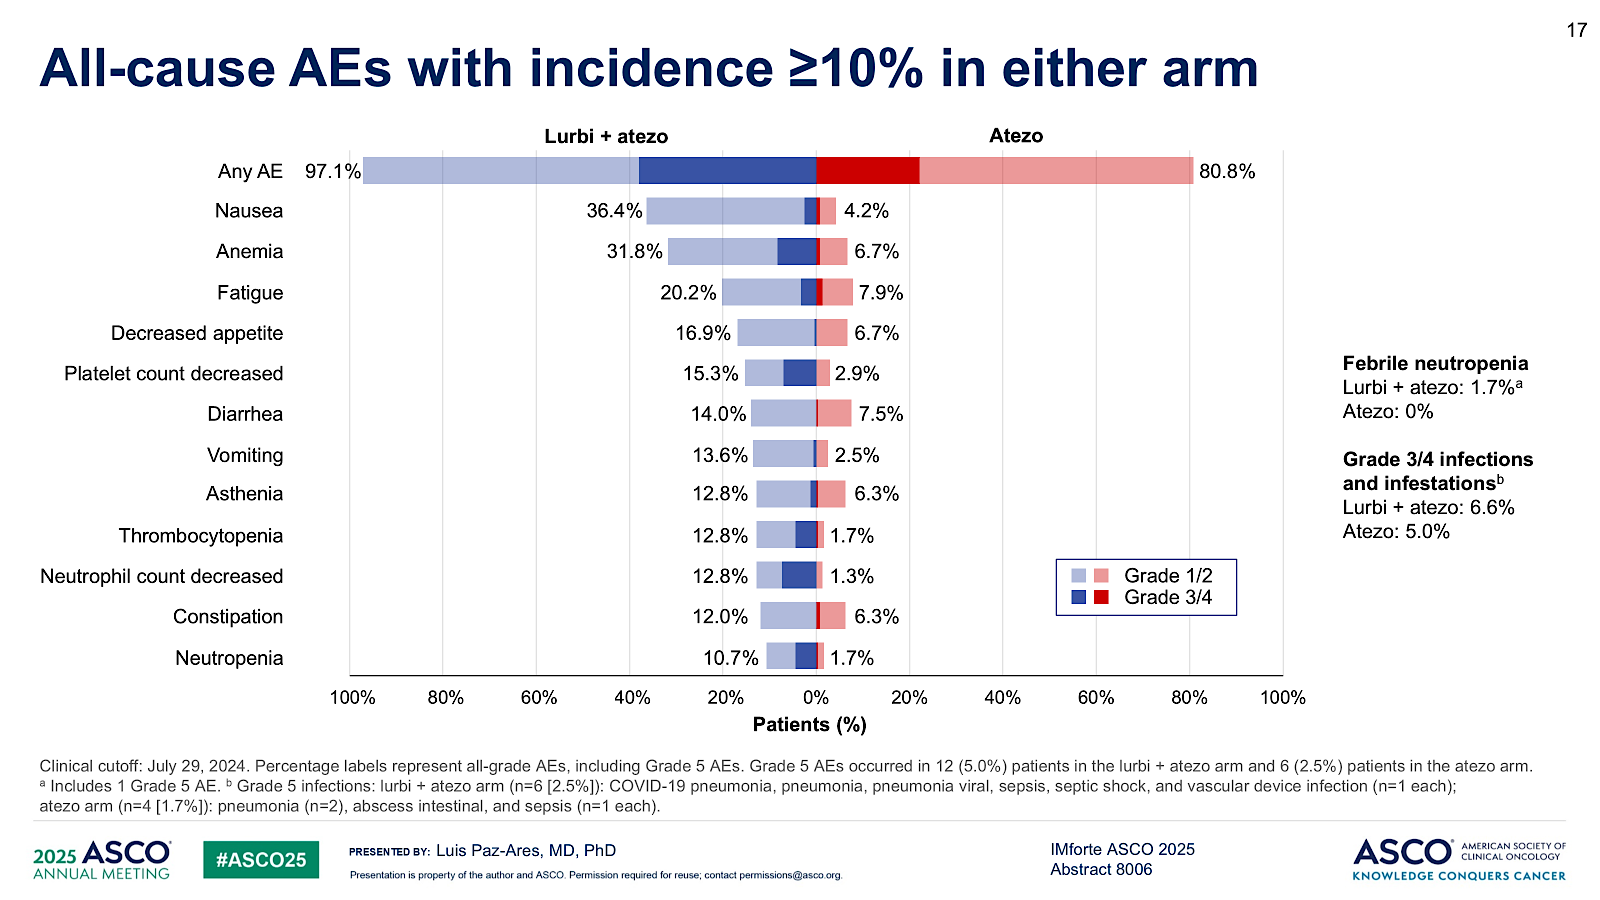 17
All-cause AEs with incidence ≥10% in either arm
Lurbi + atezo
Atezo
Any AE 97.1% 80.8%
Nausea 36.4% 4.2%
Anemia 31.8% 6.7%
Fatigue 20.2% 7.9%
Decreased appetite 16.9% 6.7%
Platelet count decreased 15.3% 2.9%
Diarrhea 14.0% 7.5%
Vomiting 13.6% 2.5%
Asthenia 12.8% 6.3%
Thrombocytopenia 12.8% 1.7%
Neutrophil count decreased 12.8% 1.3%
Constipation 12.0% 6.3%
Neutropenia 10.7% 1.7%
100% 80% 60% 40% 20% 0% 20% 40% 60% 80% 100%
Patients (%)
Grade 1/2
Grade 3/4
Febrile neutropenia
Lurbi + atezo: 1.7%ᵃ
Atezo: 0%
Grade 3/4 infections
and infestationsᵇ
Lurbi + atezo: 6.6%
Atezo: 5.0%
Clinical cutoff: July 29, 2024. Percentage labels represent all-grade AEs, including Grade 5 AEs. Grade 5 AEs occurred in 12 (5.0%) patients in the lurbi + atezo arm and 6 (2.5%) patients in the atezo arm.
ᵃ Includes 1 Grade 5 AE. ᵇ Grade 5 infections: lurbi + atezo arm (n=6 [2.5%]): COVID-19 pneumonia, pneumonia, pneumonia viral, sepsis, septic shock, and vascular device infection (n=1 each);
atezo arm (n=4 [1.7%]): pneumonia (n=2), abscess intestinal, and sepsis (n=1 each).
2025 ASCO®
ANNUAL MEETING
#ASCO25
PRESENTED BY: Luis Paz-Ares, MD, PhD
Presentation is property of the author and ASCO. Permission required for reuse; contact permissions@asco.org.
IMforte ASCO 2025
Abstract 8006
ASCO® AMERICAN SOCIETY OF
CLINICAL ONCOLOGY
KNOWLEDGE CONQUERS CANCER